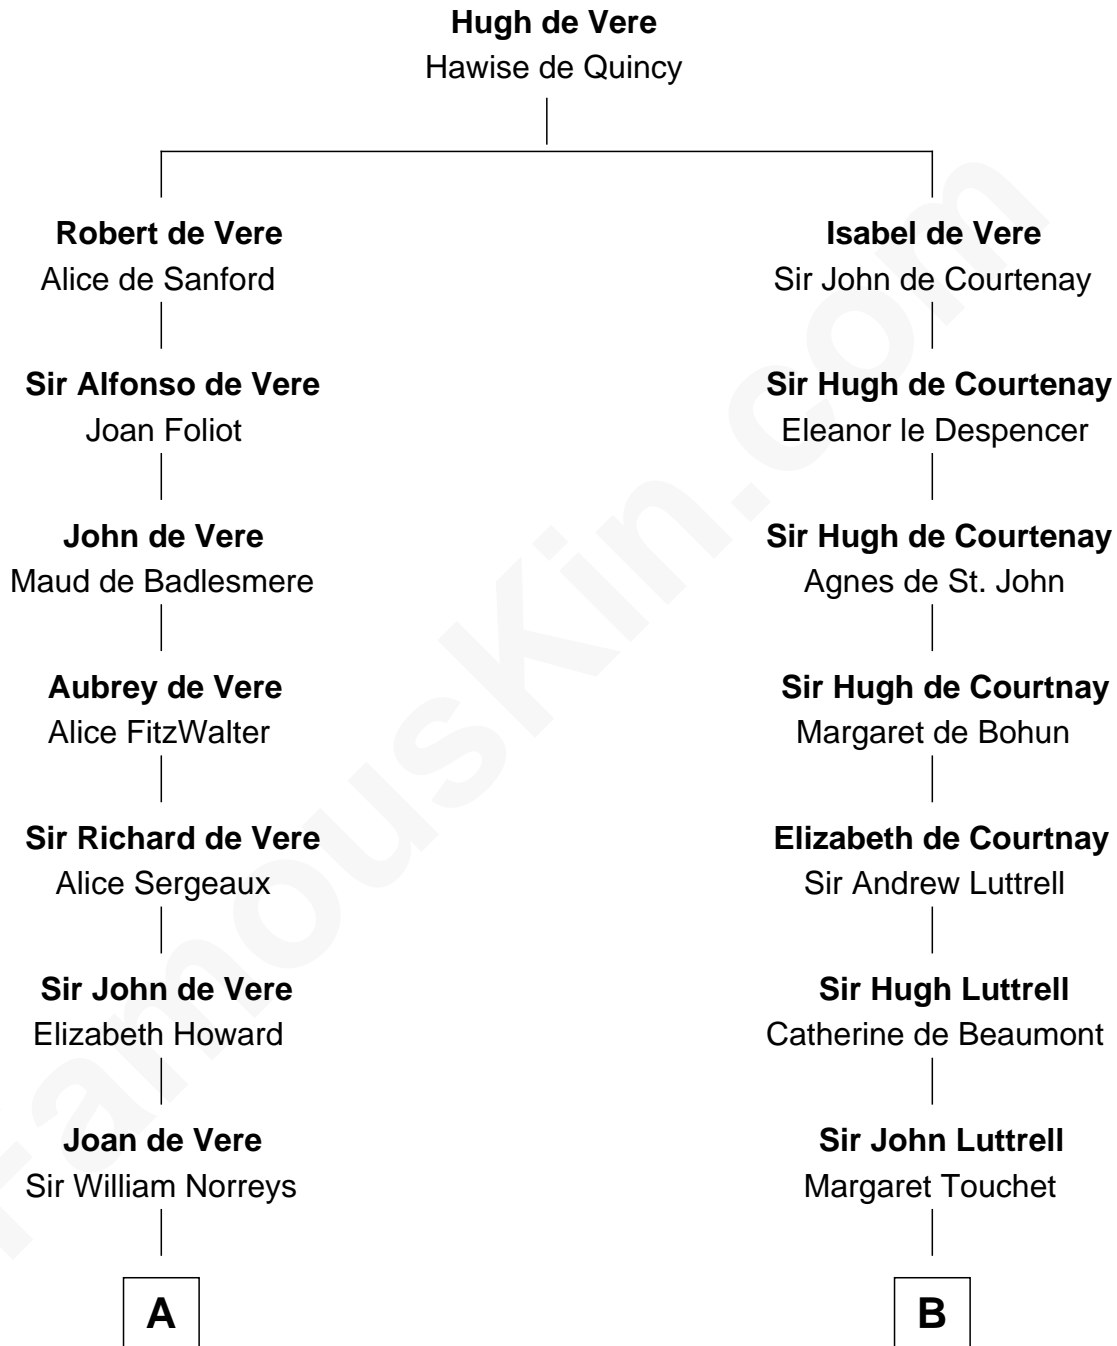 Hugh de Vere
Hawise de Quincy
Robert de Vere
Alice de Sanford
Isabel de Vere
Sir John de Courtenay
Sir Alfonso de Vere
Joan Foliot
Sir Hugh de Courtenay
Eleanor le Despencer
John de Vere
Maud de Badlesmere
Sir Hugh de Courtenay
Agnes de St. John
Aubrey de Vere
Alice FitzWalter
Sir Hugh de Courtnay
Margaret de Bohun
Sir Richard de Vere
Alice Sergeaux
Elizabeth de Courtnay
Sir Andrew Luttrell
Sir John de Vere
Elizabeth Howard
Sir Hugh Luttrell
Catherine de Beaumont
Joan de Vere
Sir William Norreys
Sir John Luttrell
Margaret Touchet
A
B
FamousKin.com